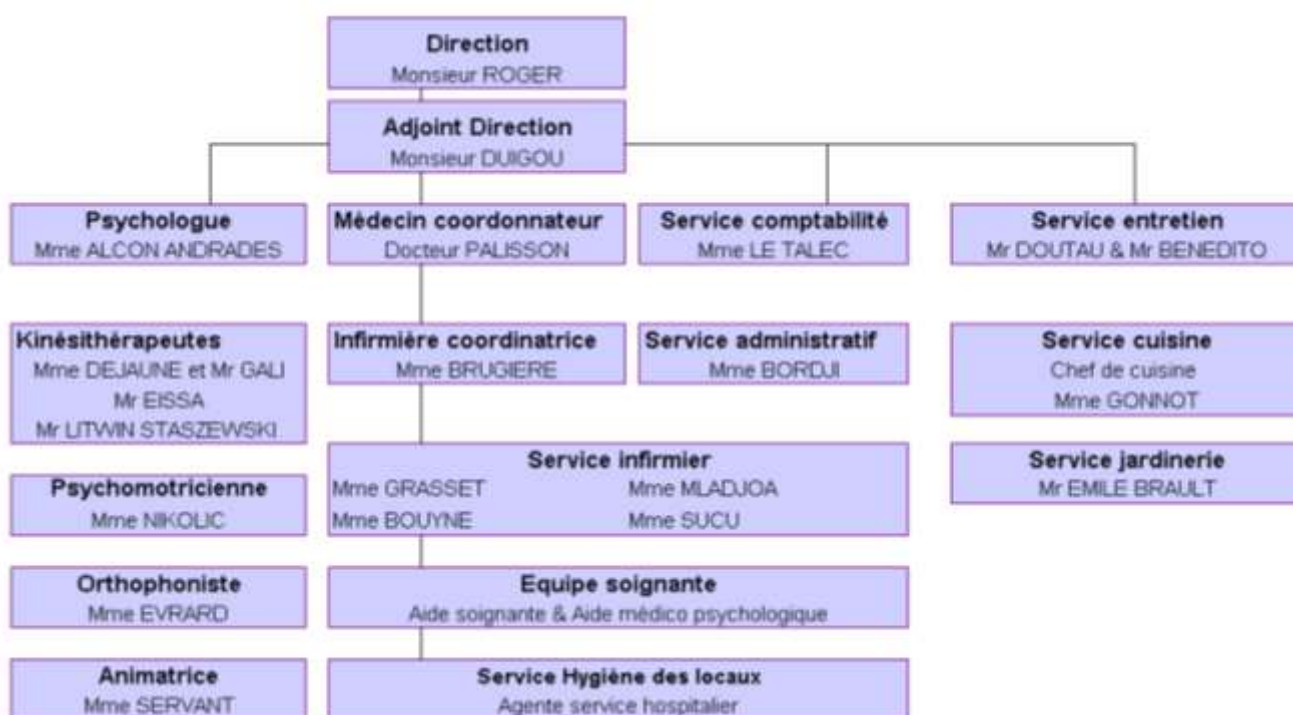 Direction
Monsieur ROGER
Adjoint Direction
Monsieur DUIGOU
Psychologue
Mme ALCON ANDRADES
Médecin coordonnateur
Docteur PALISSON
Service comptabilité
Mme LE TALEC
Service entretien
Mr DOUTAU & Mr BENEDITO
Kinésithérapeutes
Mme DEJAUNE et Mr GALI
Mr EISSA
Mr LITWIN STASZEWSKI
Infirmière coordinatrice
Mme BRUGIERE
Service administratif
Mme BORDJI
Service cuisine
Chef de cuisine
Mme GONNOT
Psychomotricienne
Mme NIKOLIC
Service infirmier
Mme GRASSET Mme MLADJOA
Mme BOUYNE Mme SUCU
Service jardinerie
Mr EMILE BRAULT
Orthophoniste
Mme EVRARD
Equipe soignante
Aide soignante & Aide médico psychologique
Animatrice
Mme SERVANT
Service Hygiène des locaux
Agente service hospitalier